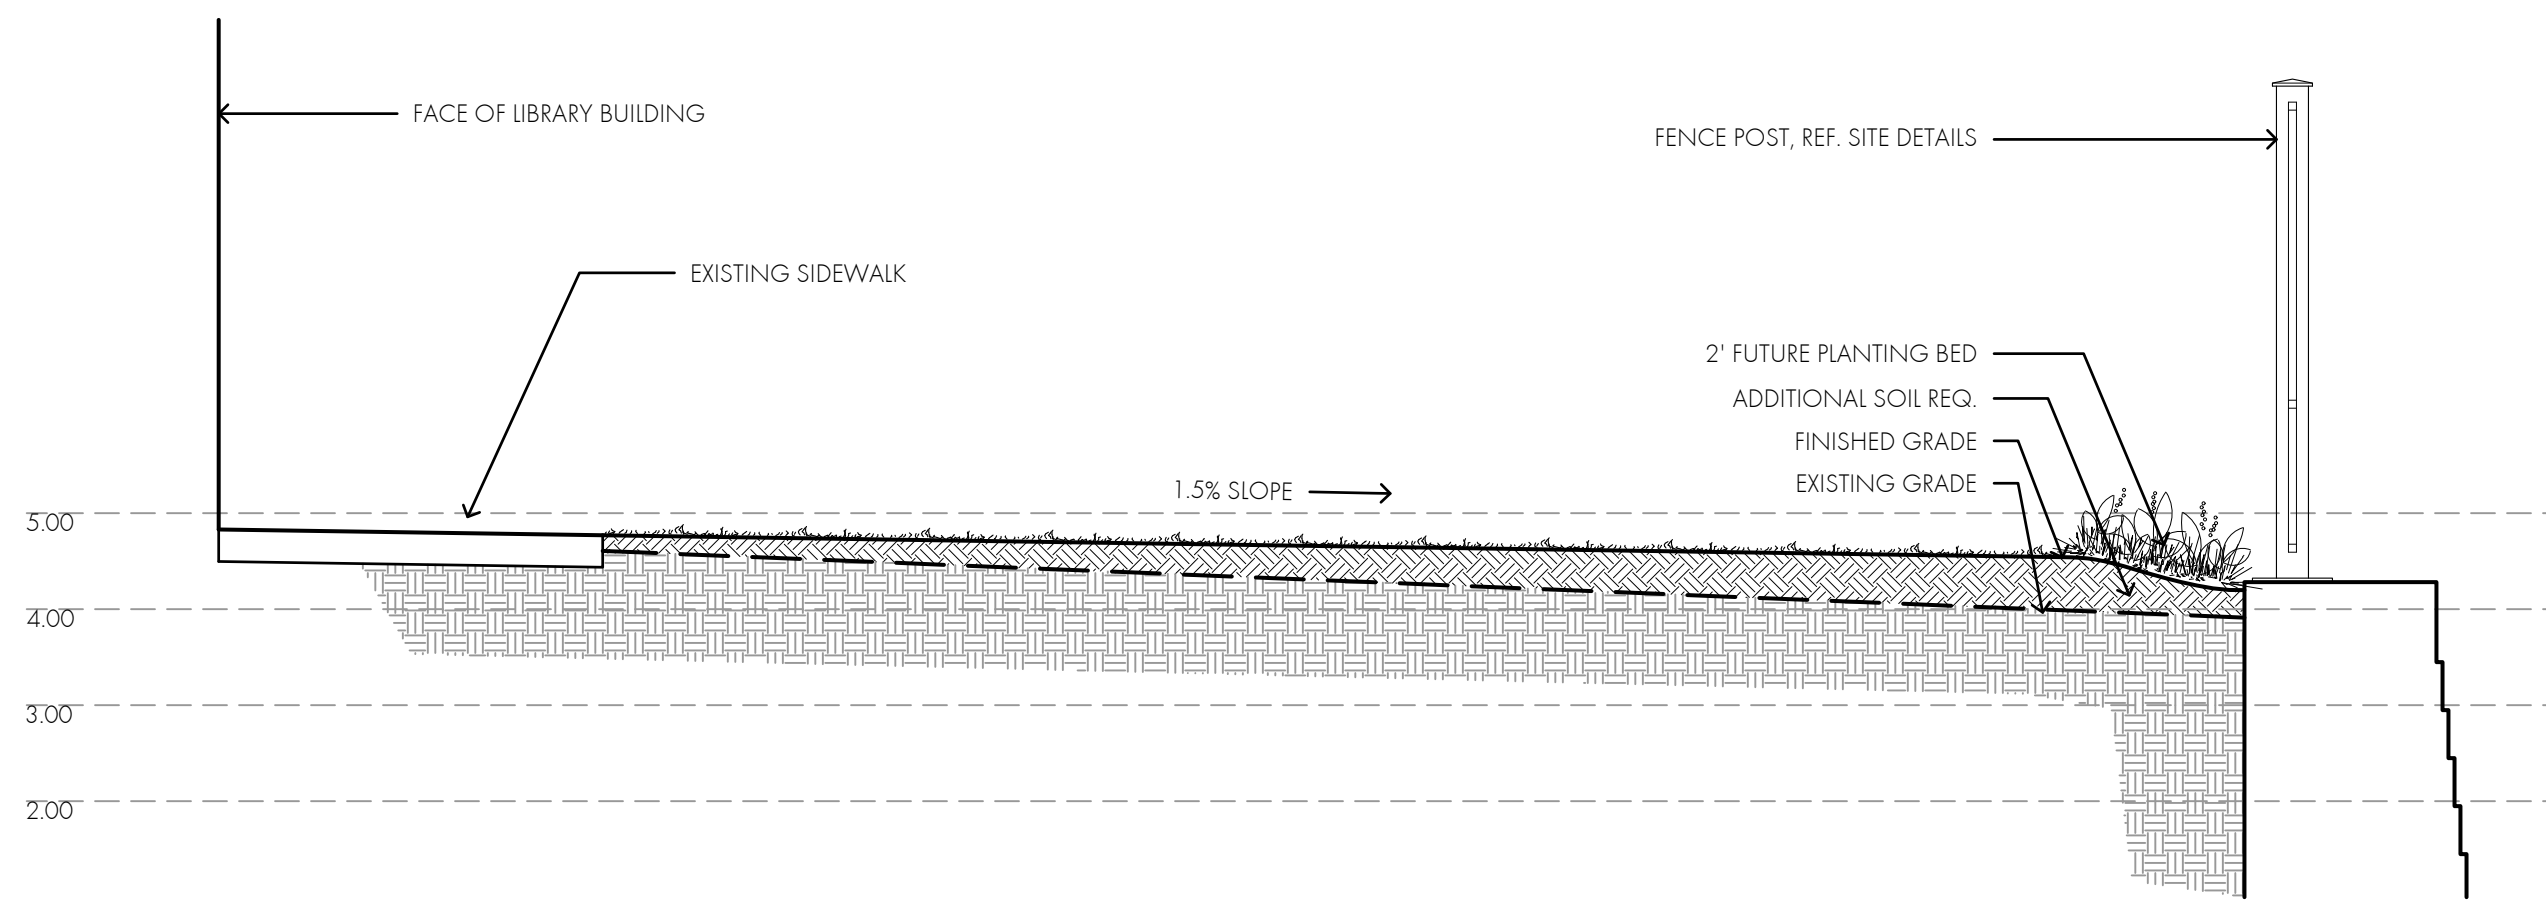 FACE OF LIBRARY BUILDING
FENCE POST, REF. SITE DETAILS
EXISTING SIDEWALK
2' FUTURE PLANTING BED
ADDITIONAL SOIL REQ.
FINISHED GRADE
EXISTING GRADE
1.5% SLOPE
5.00
4.00
3.00
2.00